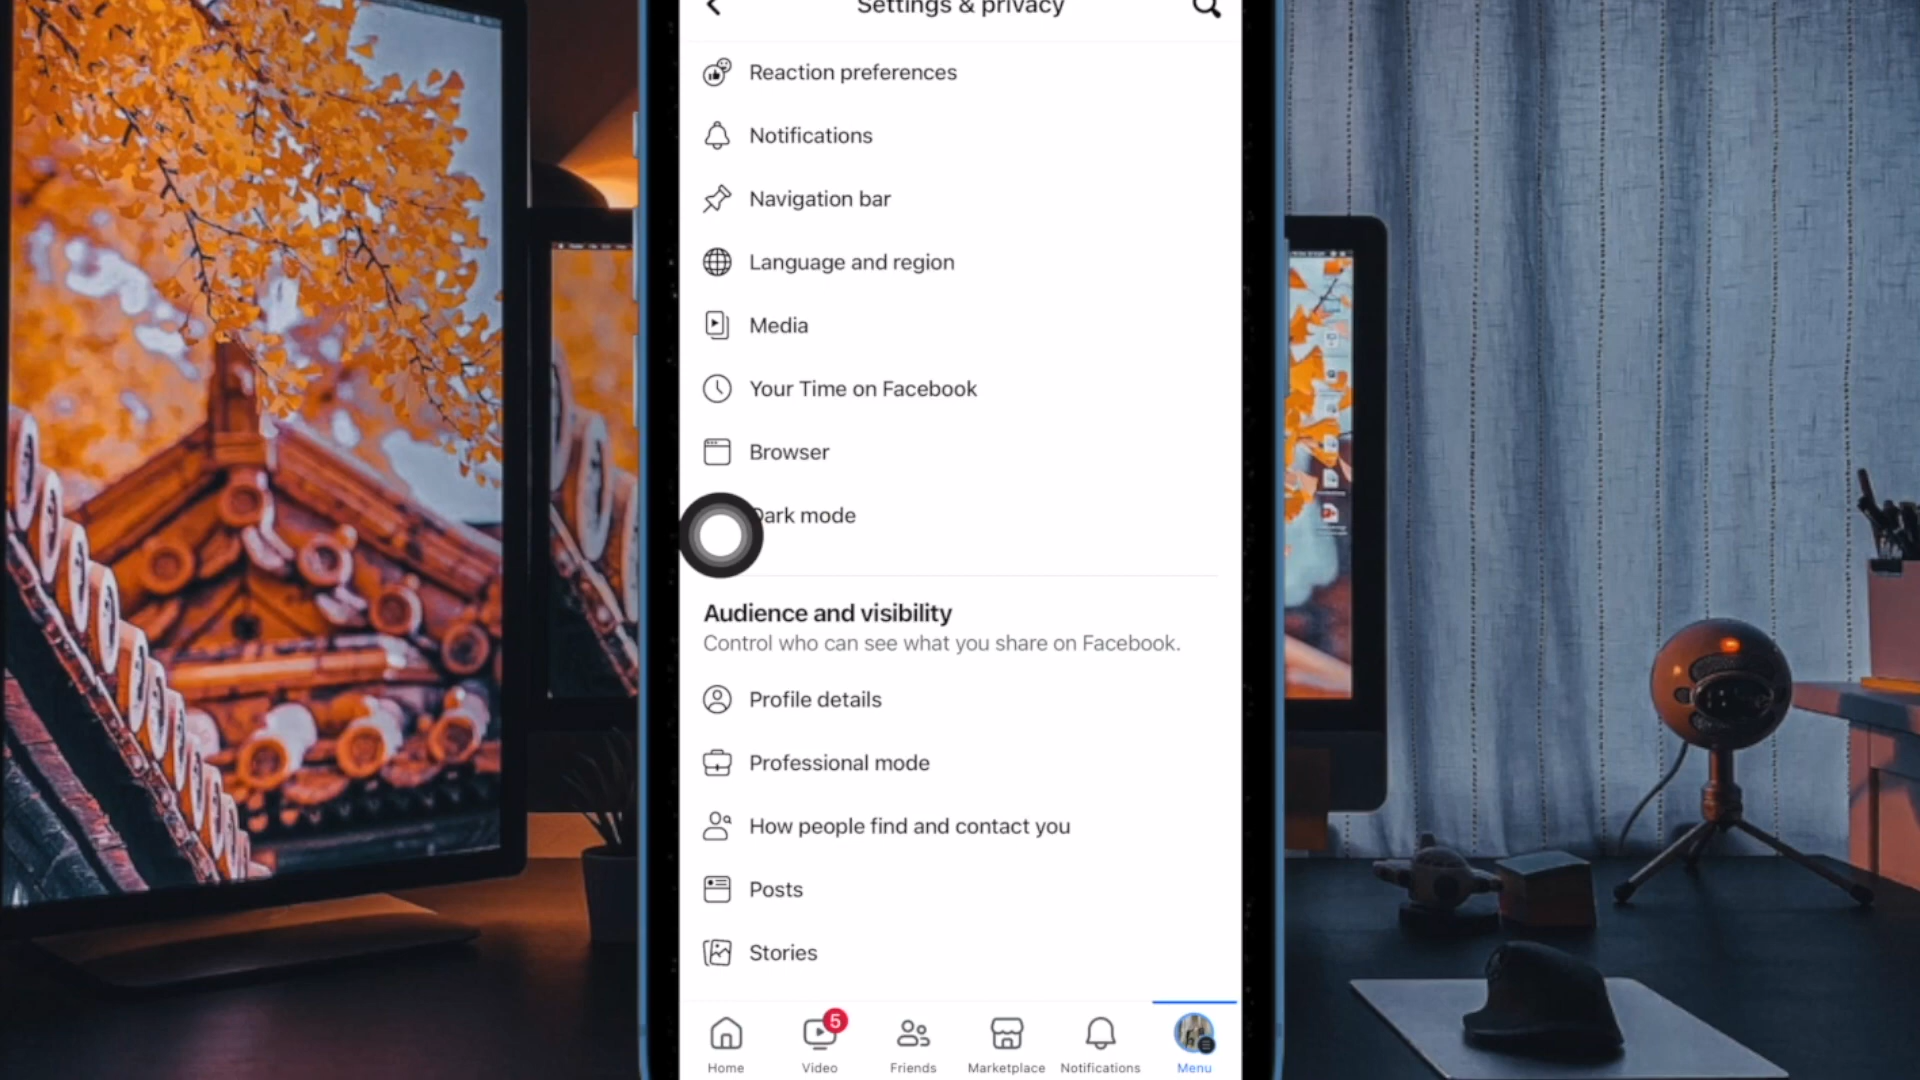 Settings & privacy
Reaction preferences
Notifications
Navigation bar
Language and region
Media
Your Time on Facebook
Browser
Dark mode
Audience and visibility
Control who can see what you share on Facebook.
Profile details
Professional mode
How people find and contact you
Posts
Stories
5
Home
Video
Friends
Marketplace
Notifications
Menu